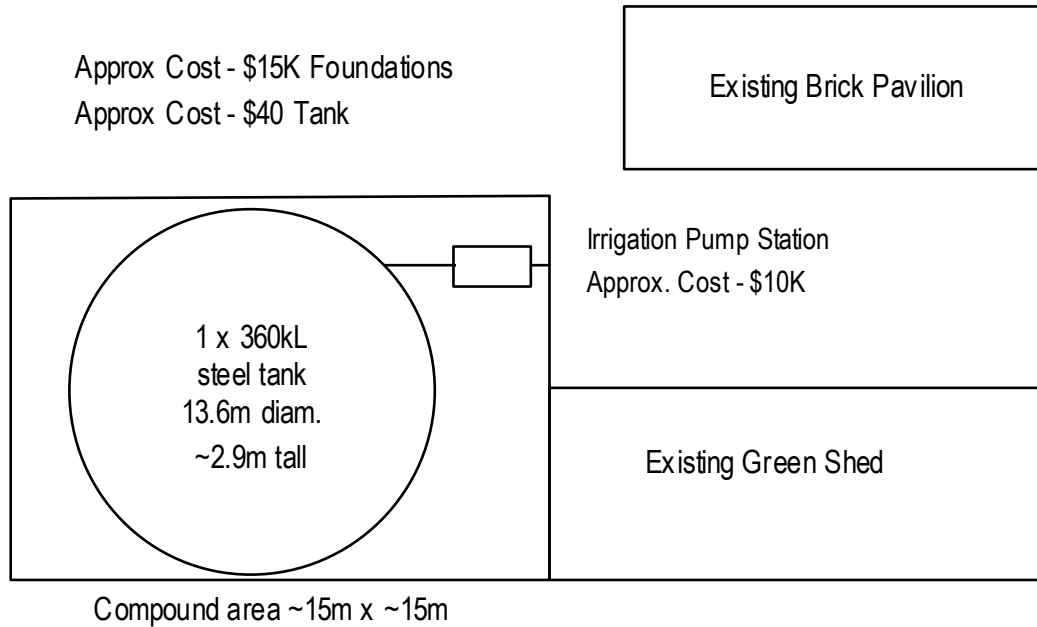 Approx Cost - $15K Foundations
Approx Cost - $40 Tank
Existing Brick Pavilion
Irrigation Pump Station
Approx. Cost - $10K
1 x 360kL
steel tank
13.6m diam.
~2.9m tall
Existing Green Shed
Compound area ~15m x ~15m